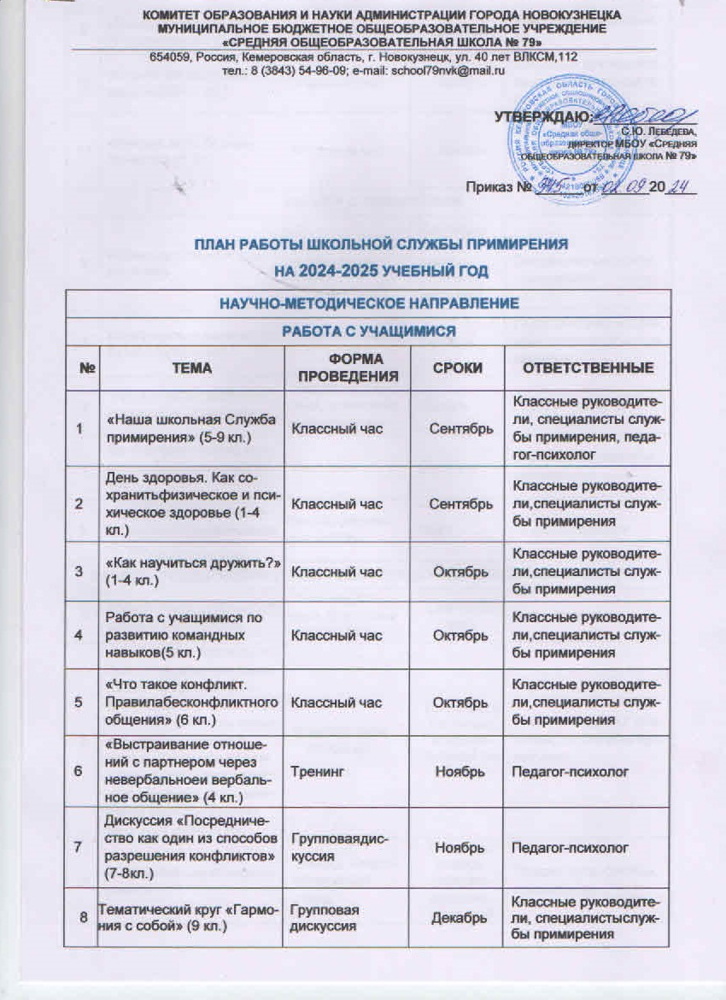 КОМИТЕТ ОБРАЗОВАНИЯ И НАУКИ АДМИНИСТРАЦИИ ГОРОДА НОВОКУЗНЕЦКА
МУНИЦИПАЛЬНОЕ БЮДЖЕТНОЕ ОБЩЕОБРАЗОВАТЕЛЬНОЕ УЧРЕЖДЕНИЕ
«СРЕДНЯЯ ОБЩЕОБРАЗОВАТЕЛЬНАЯ ШКОЛА № 79»
654059, Россия, Кемеровская область, г. Новокузнецк, ул. 40 лет ВЛКСМ,112
тел.: 8 (3843) 54-96-09; e-mail: school79nvk@mail.ru
УТВЕРЖДАЮ:
С.Ю. ЛЕБЕДЕВА,
ДИРЕКТОР МБОУ «СРЕДНЯЯ
ОБЩЕОБРАЗОВАТЕЛЬНАЯ ШКОЛА № 79»
Приказ № 945 от 02.09 20 24
ПЛАН РАБОТЫ ШКОЛЬНОЙ СЛУЖБЫ ПРИМИРЕНИЯ
НА 2024-2025 УЧЕБНЫЙ ГОД
НАУЧНО-МЕТОДИЧЕСКОЕ НАПРАВЛЕНИЕ
РАБОТА С УЧАЩИМИСЯ
№
ТЕМА
ФОРМА
ПРОВЕДЕНИЯ
СРОКИ
ОТВЕТСТВЕННЫЕ
1
«Наша школьная Служба
примирения» (5-9 кл.)
Классный час
Сентябрь
Классные руководите-
ли, специалисты служ-
бы примирения, педа-
гог-психолог
2
День здоровья. Как со-
хранитьфизическое и пси-
хическое здоровье (1-4
кл.)
Классный час
Сентябрь
Классные руководите-
ли,специалисты служ-
бы примирения
3
«Как научиться дружить?»
(1-4 кл.)
Классный час
Октябрь
Классные руководите-
ли,специалисты служ-
бы примирения
4
Работа с учащимися по
развитию командных
навыков(5 кл.)
Классный час
Октябрь
Классные руководите-
ли,специалисты служ-
бы примирения
5
«Что такое конфликт.
Правилабесконфликтного
общения» (6 кл.)
Классный час
Октябрь
Классные руководите-
ли,специалисты служ-
бы примирения
6
«Выстраивание отноше-
ний с партнером через
невербальноеи вербаль-
ное общение» (4 кл.)
Тренинг
Ноябрь
Педагог-психолог
7
Дискуссия «Посредниче-
ство как один из способов
разрешения конфликтов»
(7-8кл.)
Групповаядис-
куссия
Ноябрь
Педагог-психолог
8
Тематический круг «Гармо-
ния с собой» (9 кл.)
Групповая
дискуссия
Декабрь
Классные руководите-
ли, специалистыслуж-
бы примирения